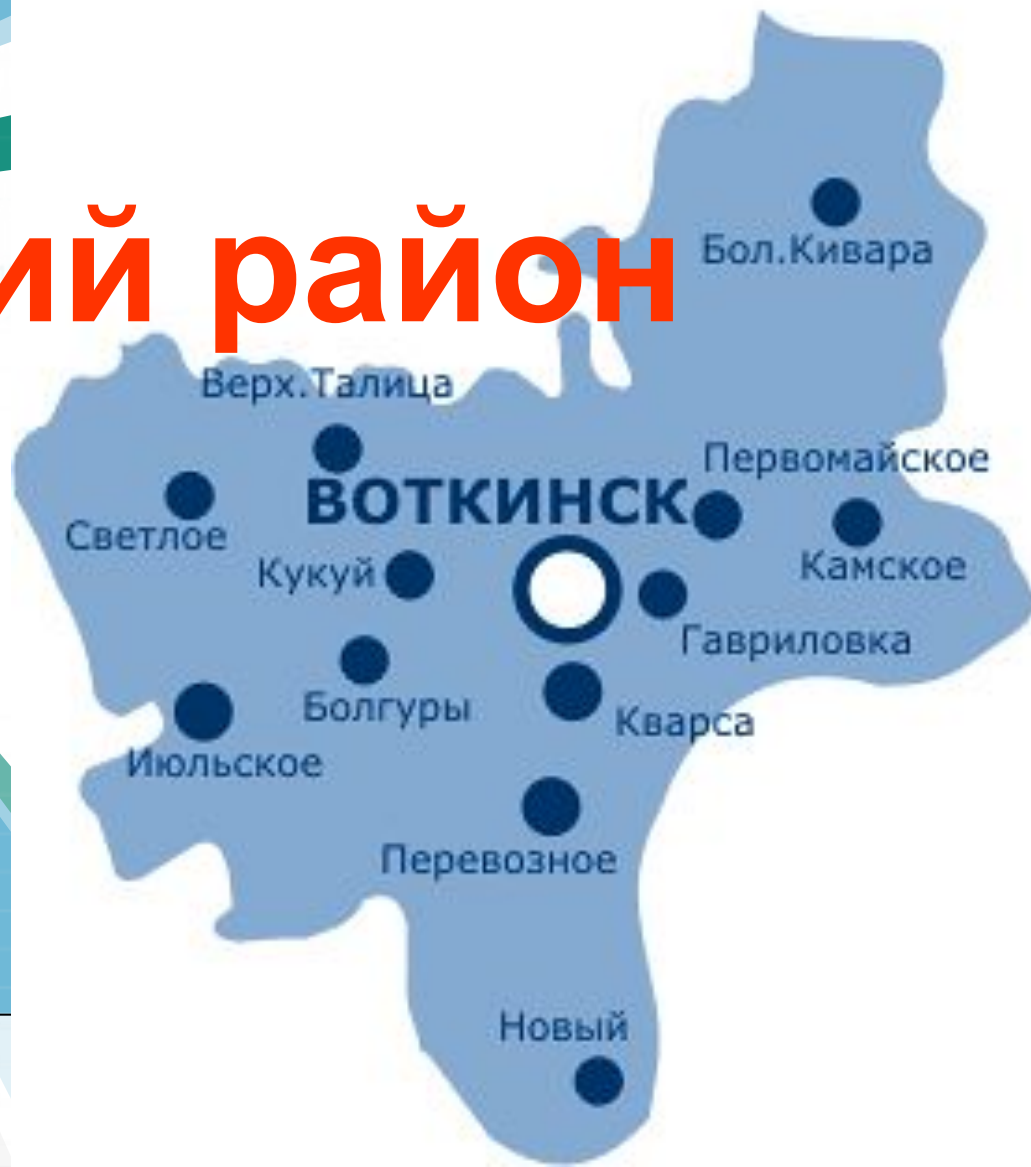 ий район
Бол.Кивара
Верх.Талица
Первомайское
ВОТКИНСК
Светлое
Камское
Кукуй
Гавриловка
Болгуры
Кварса
Июльское
Перевозное
Новый